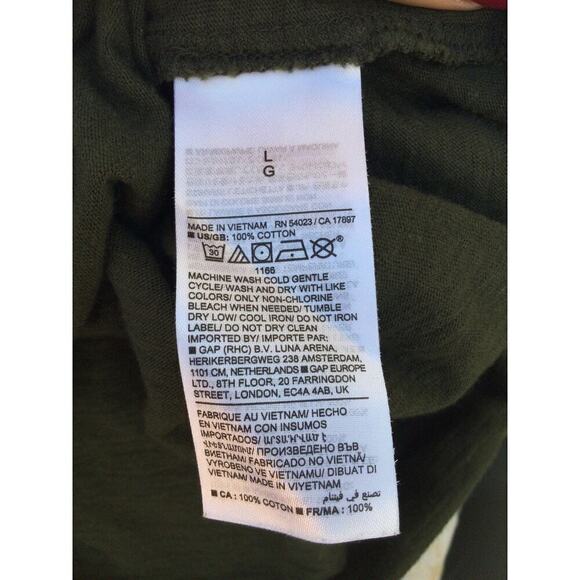 L
G
MADE IN VIETNAM RN 54023 / CA 17897
■ US/GB: 100% COTTON
30
®
1166
MACHINE WASH COLD GENTLE
CYCLE/ WASH AND DRY WITH LIKE
COLORS/ ONLY NON-CHLORINE
BLEACH WHEN NEEDED/ TUMBLE
DRY LOW/ COOL IRON/ DO NOT IRON
LABEL/ DO NOT DRY CLEAN
IMPORTED BY/ IMPORTE PAR:
■ GAP (RHC) B.V. LUNA ARENA,
HERIKERBERGWEG 238 AMSTERDAM,
1101 CM, NETHERLANDS ■ GAP EUROPE
LTD., 8TH FLOOR, 20 FARRINGDON
STREET, LONDON, EC4A 4AB, UK
FABRIQUE AU VIETNAM/ HECHO
EN VIETNAM CON INSUMOS
IMPORTADOS/ ԱՐՏԱԴՐՎԱԾ Է
ՎԻԵՏՆԱՄՈՒՄ/ ПРОИЗВЕДЕНО ВЪВ
ВИЕТНАМ/ FABRICADO NO VIETNÃ/
VYROBENO VE VIETNAMU/ DIBUAT DI
VIETNAM/ MADE IN VIYETNAM
تصنع في فيتنام
■ CA : 100% COTON ■ FR/MA : 100%